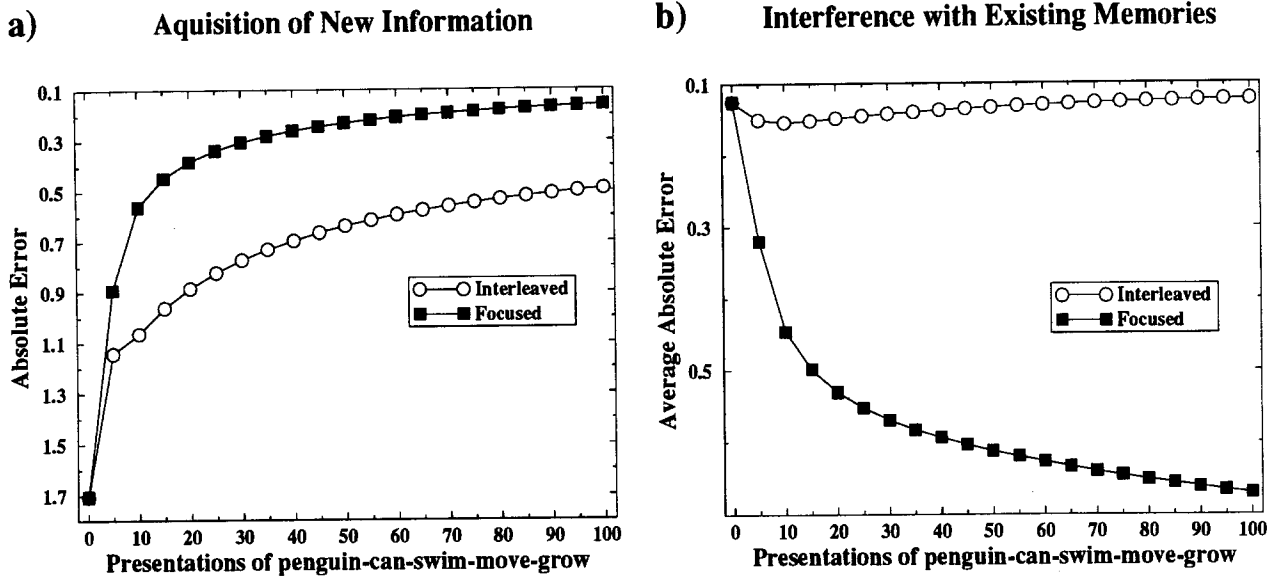 a)
Aquisition of New Information
Absolute Error
0.1
0.3
0.5
0.7
0.9
1.1
1.3
1.5
1.7
Interleaved
Focused
0 10 20 30 40 50 60 70 80 90 100
Presentations of penguin-can-swim-move-grow
b)
Interference with Existing Memories
Average Absolute Error
0.1
0.3
0.5
Interleaved
Focused
0 10 20 30 40 50 60 70 80 90 100
Presentations of penguin-can-swim-move-grow